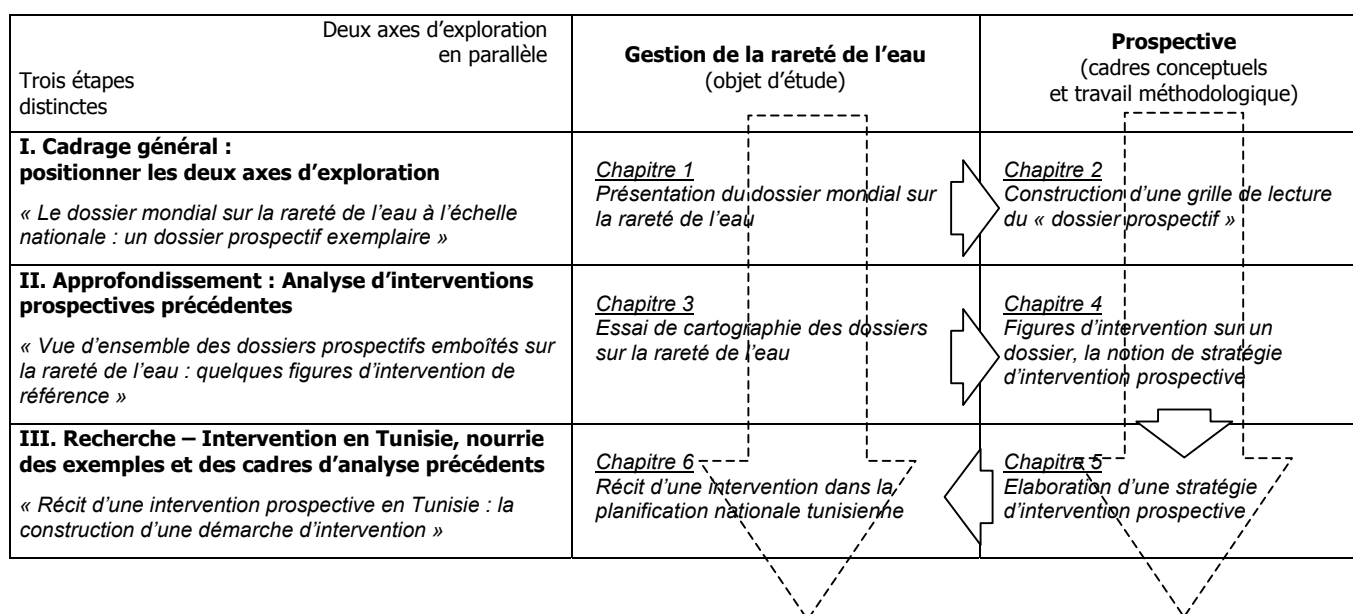 Deux axes d'exploration
en parallèle
Trois étapes
distinctes
Gestion de la rareté de l'eau
(objet d'étude)
Prospective
(cadres conceptuels
et travail méthodologique)
I. Cadrage général :
positionner les deux axes d'exploration
« Le dossier mondial sur la rareté de l'eau à l'échelle
nationale : un dossier prospectif exemplaire »
Chapitre 1
Présentation du dossier mondial sur
la rareté de l'eau
Chapitre 2
Construction d'une grille de lecture
du « dossier prospectif »
II. Approfondissement : Analyse d'interventions
prospectives précédentes
« Vue d'ensemble des dossiers prospectifs emboîtés sur
la rareté de l'eau : quelques figures d'intervention de
référence »
Chapitre 3
Essai de cartographie des dossiers
sur la rareté de l'eau
Chapitre 4
Figures d'intervention sur un
dossier, la notion de stratégie
d'intervention prospective
III. Recherche – Intervention en Tunisie, nourrie
des exemples et des cadres d'analyse précédents
« Récit d'une intervention prospective en Tunisie : la
construction d'une démarche d'intervention »
Chapitre 6
Récit d'une intervention dans la
planification nationale tunisienne
Chapitre 5
Elaboration d'une stratégie
d'intervention prospective